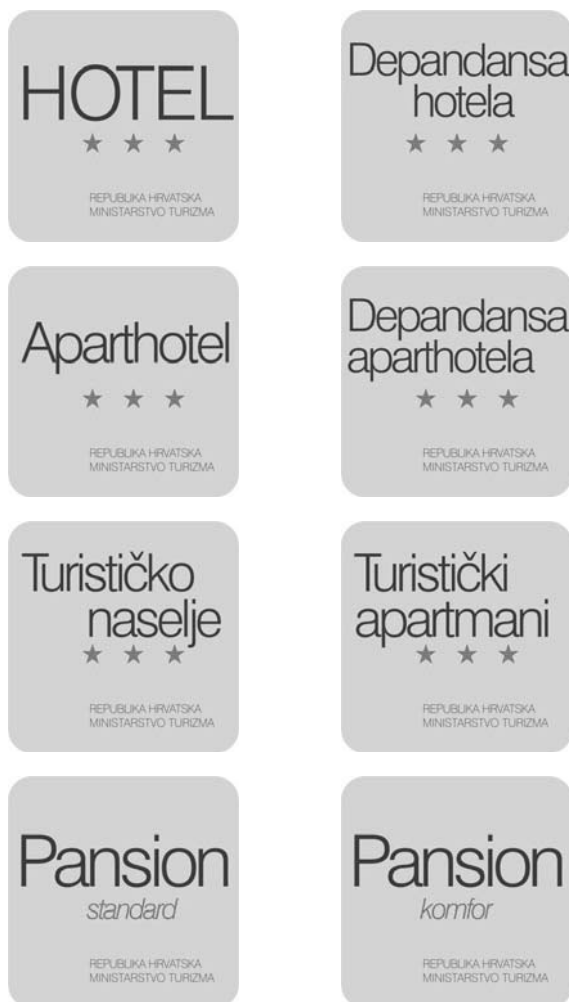 HOTEL
★ ★ ★
REPUBLIKA HRVATSKA
MINISTARSTVO TURIZMA
Depandansa
hotela
★ ★ ★
REPUBLIKA HRVATSKA
MINISTARSTVO TURIZMA
Aparthotel
★ ★ ★
REPUBLIKA HRVATSKA
MINISTARSTVO TURIZMA
Depandansa
aparthotela
★ ★ ★
REPUBLIKA HRVATSKA
MINISTARSTVO TURIZMA
Turističko
naselje
★ ★ ★
REPUBLIKA HRVATSKA
MINISTARSTVO TURIZMA
Turistički
apartmani
★ ★ ★
REPUBLIKA HRVATSKA
MINISTARSTVO TURIZMA
Pansion
standard
REPUBLIKA HRVATSKA
MINISTARSTVO TURIZMA
Pansion
komfor
REPUBLIKA HRVATSKA
MINISTARSTVO TURIZMA